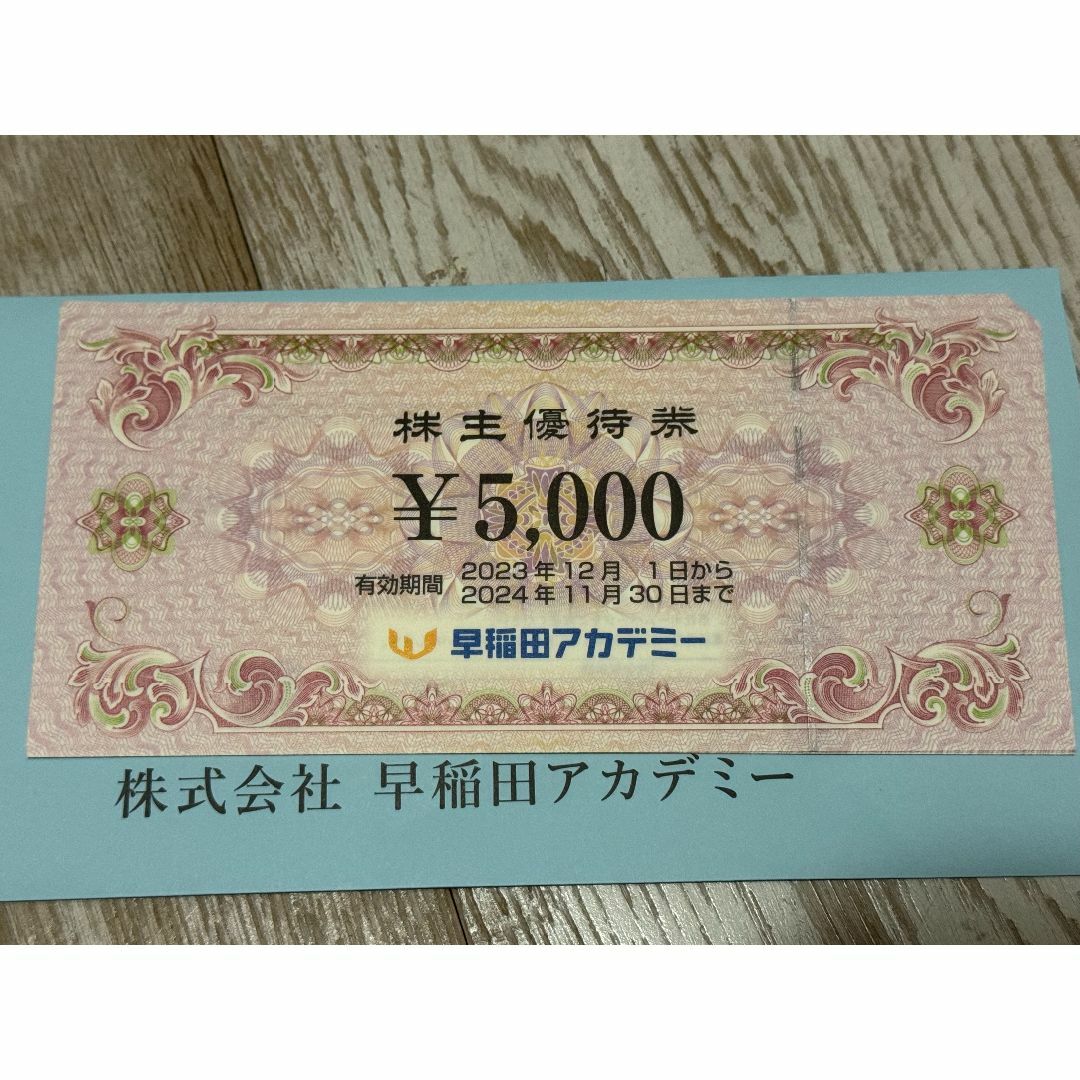 株主優待券
¥5,000
有効期間 2023年12月 1日から
2024年11月30日まで
早稲田アカデミー
株式会社 早稲田アカデミー